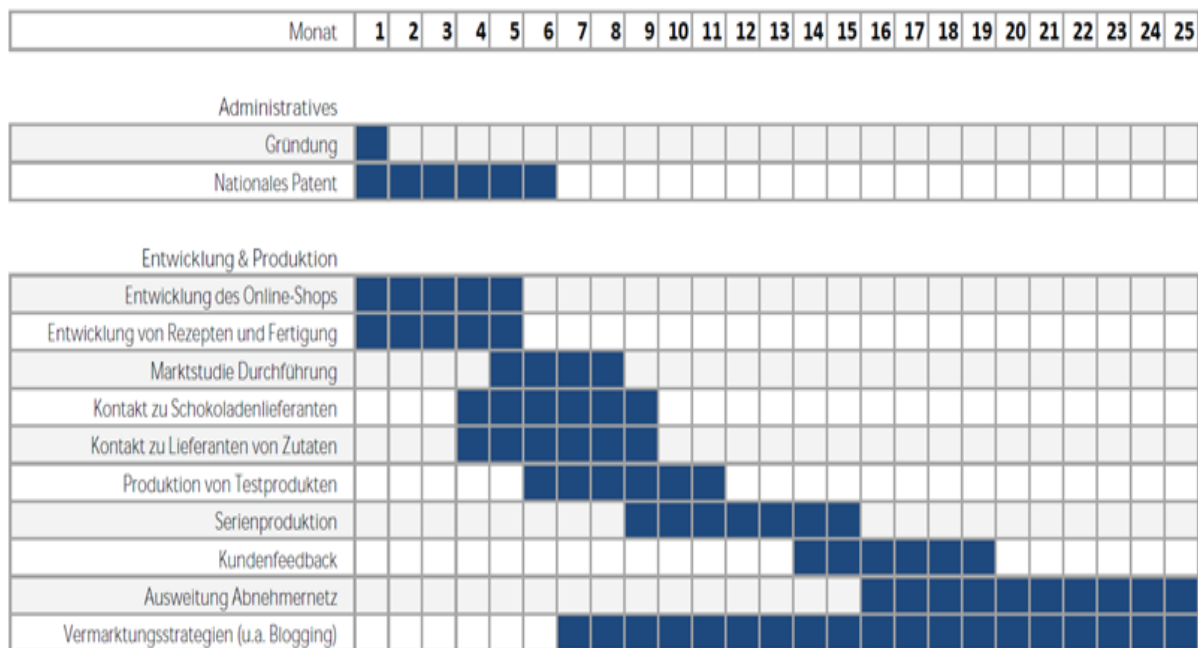 Monat 1 2 3 4 5 6 7 8 9 10 11 12 13 14 15 16 17 18 19 20 21 22 23 24 25
Administratives
Gründung
Nationales Patent
Entwicklung & Produktion
Entwicklung des Online-Shops
Entwicklung von Rezepten und Fertigung
Marktstudie Durchführung
Kontakt zu Schokoladenlieferanten
Kontakt zu Lieferanten von Zutaten
Produktion von Testprodukten
Serienproduktion
Kundenfeedback
Ausweitung Abnehmernetz
Vermarktungsstrategien (u.a. Blogging)